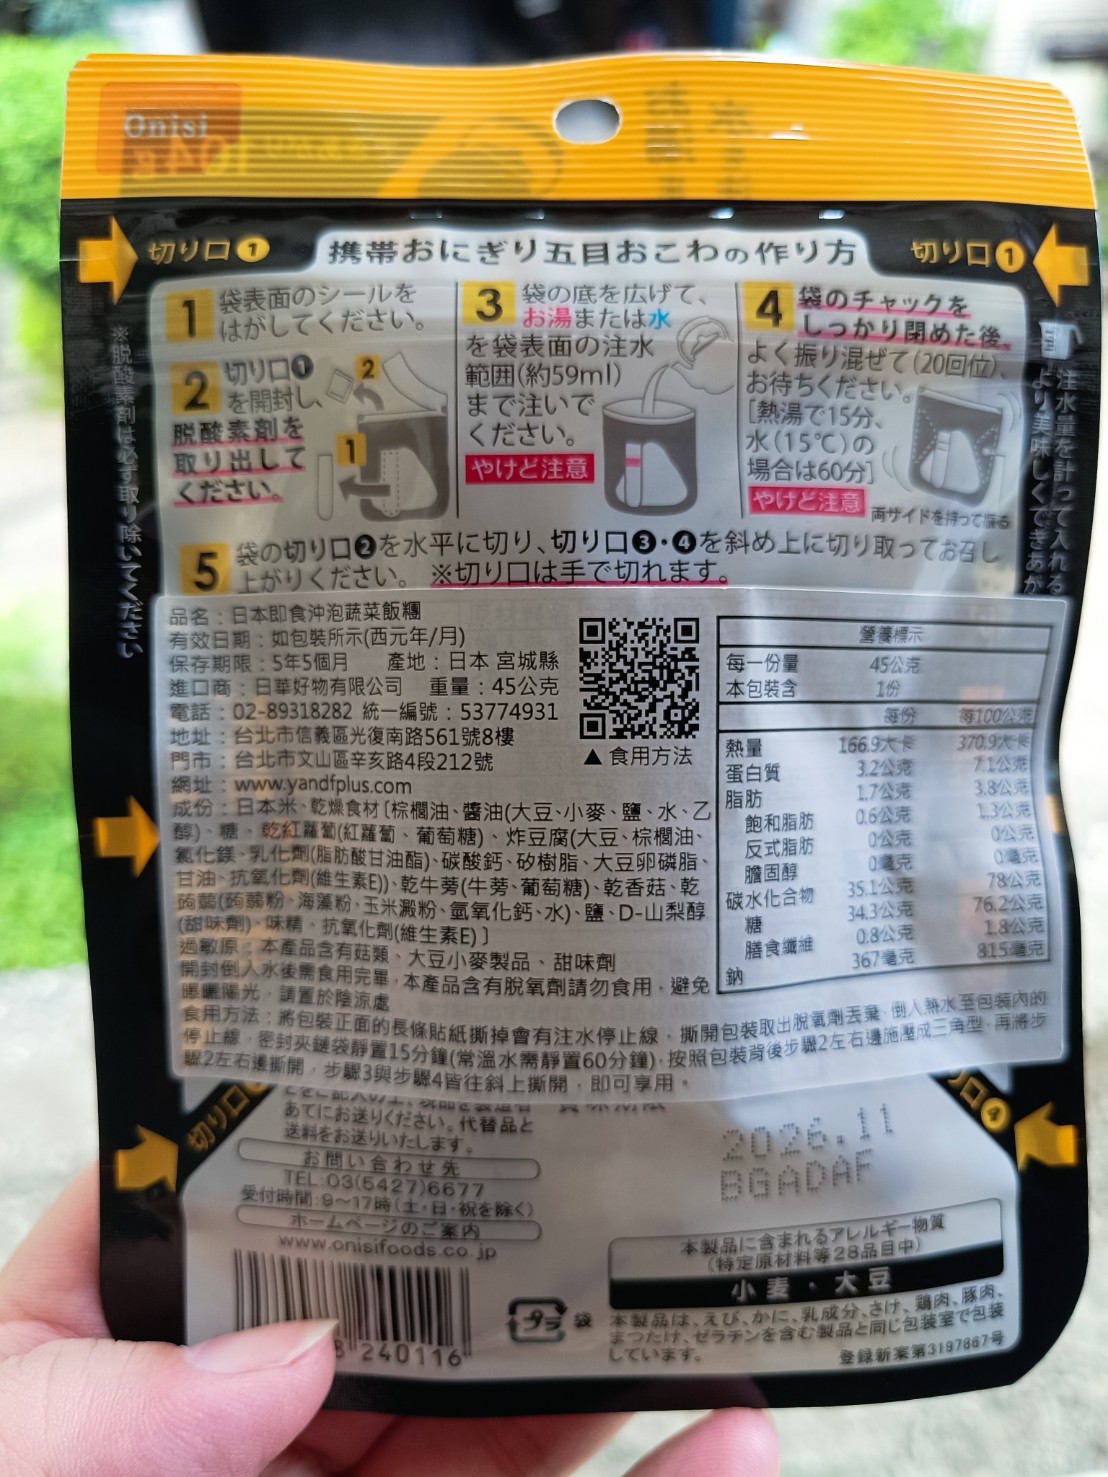 Onisi
切り口1
携帯おにぎり五目おこわの作り方
切り口1
1 袋表面のシールを
はがしてください。
2 切り口1
を開封し、
脱酸素剤を
取り出して
ください。
2
1
3 袋の底を広げて、
お湯または水
を袋表面の注水
範囲(約59ml)
まで注いで
ください。
やけど注意
4 袋のチャックを
しっかり閉めた後、
よく振り混ぜて(20回位)、
お待ちください。
[熱湯で15分、
水(15℃)の
場合は60分]
やけど注意
両サイドを持って振る
5 袋の切り口2を水平に切り、切り口3・4を斜め上に切り取ってお召し
上がりください。 ※切り口は手で切れます。
※脱酸素剤は必ず取り除いてください
注水量を計って入れる
より美味しくできあが
品名:日本即食沖泡蔬菜飯糰
有效日期:如包裝所示(西元年/月)
保存期限:5年5個月 產地:日本 宮城縣
進口商:日華好物有限公司 重量:45公克
電話:02-89318282 統一編號:53774931
地址:台北市信義區光復南路561號8樓
門市:台北市文山區辛亥路4段212號
網址:www.yandfplus.com
▲食用方法
成份:日本米、乾燥食材〔棕櫚油、醬油(大豆、小麥、鹽、水、乙
醇)、糖、乾紅蘿蔔(紅蘿蔔、葡萄糖)、炸豆腐(大豆、棕櫚油、
氯化鎂、乳化劑(脂肪酸甘油酯)、碳酸鈣、矽樹脂、大豆卵磷脂、
甘油、抗氧化劑(維生素E))、乾牛蒡(牛蒡、葡萄糖)、乾香菇、乾
蒟蒻(蒟蒻粉、海藻粉、玉米澱粉、氫氧化鈣、水)、鹽、D-山梨醇
(甜味劑)、味精、抗氧化劑(維生素E)〕
過敏原:本產品含有菇類、大豆小麥製品、甜味劑
開封倒入水後需食用完畢,本產品含有脫氧劑請勿食用,避免
曝曬陽光,請置於陰涼處
食用方法:將包裝正面的長條貼紙撕掉會有注水停止線,撕開包裝取出脫氧劑丟棄,倒入熱水至包裝內的
停止線,密封夾鏈袋靜置15分鐘(常溫水需靜置60分鐘),按照包裝背後步驟2左右邊施壓成三角型,再將步
驟2左右邊撕開,步驟3與步驟4皆往斜上撕開,即可享用。
營養標示
每一份量 45公克
本包裝含 1份
每份 每100公克
熱量 166.9大卡 370.9大卡
蛋白質 3.2公克 7.1公克
脂肪 1.7公克 3.8公克
飽和脂肪 0.6公克 1.3公克
反式脂肪 0公克 0公克
膽固醇 0毫克 0毫克
碳水化合物 35.1公克 78公克
糖 34.3公克 76.2公克
膳食纖維 0.8公克 1.8公克
鈉 367毫克 815毫克
切り口
り口4
あてにお送りください。代替品と
送料をお送りいたします。
お問い合わせ先
TEL:03(5427)6677
受付時間:9〜17時(土・日・祝を除く)
ホームページのご案内
www.onisifoods.co.jp
2026.11
BGADAF
本製品に含まれるアレルギー物質
(特定原材料等28品目中)
小麦・大豆
本製品は、えび、かに、乳成分、さけ、鶏肉、豚肉、
まつたけ、ゼラチンを含む製品と同じ包装室で包装
しています。
登録新案第3197867号
プラ 袋
8 240116